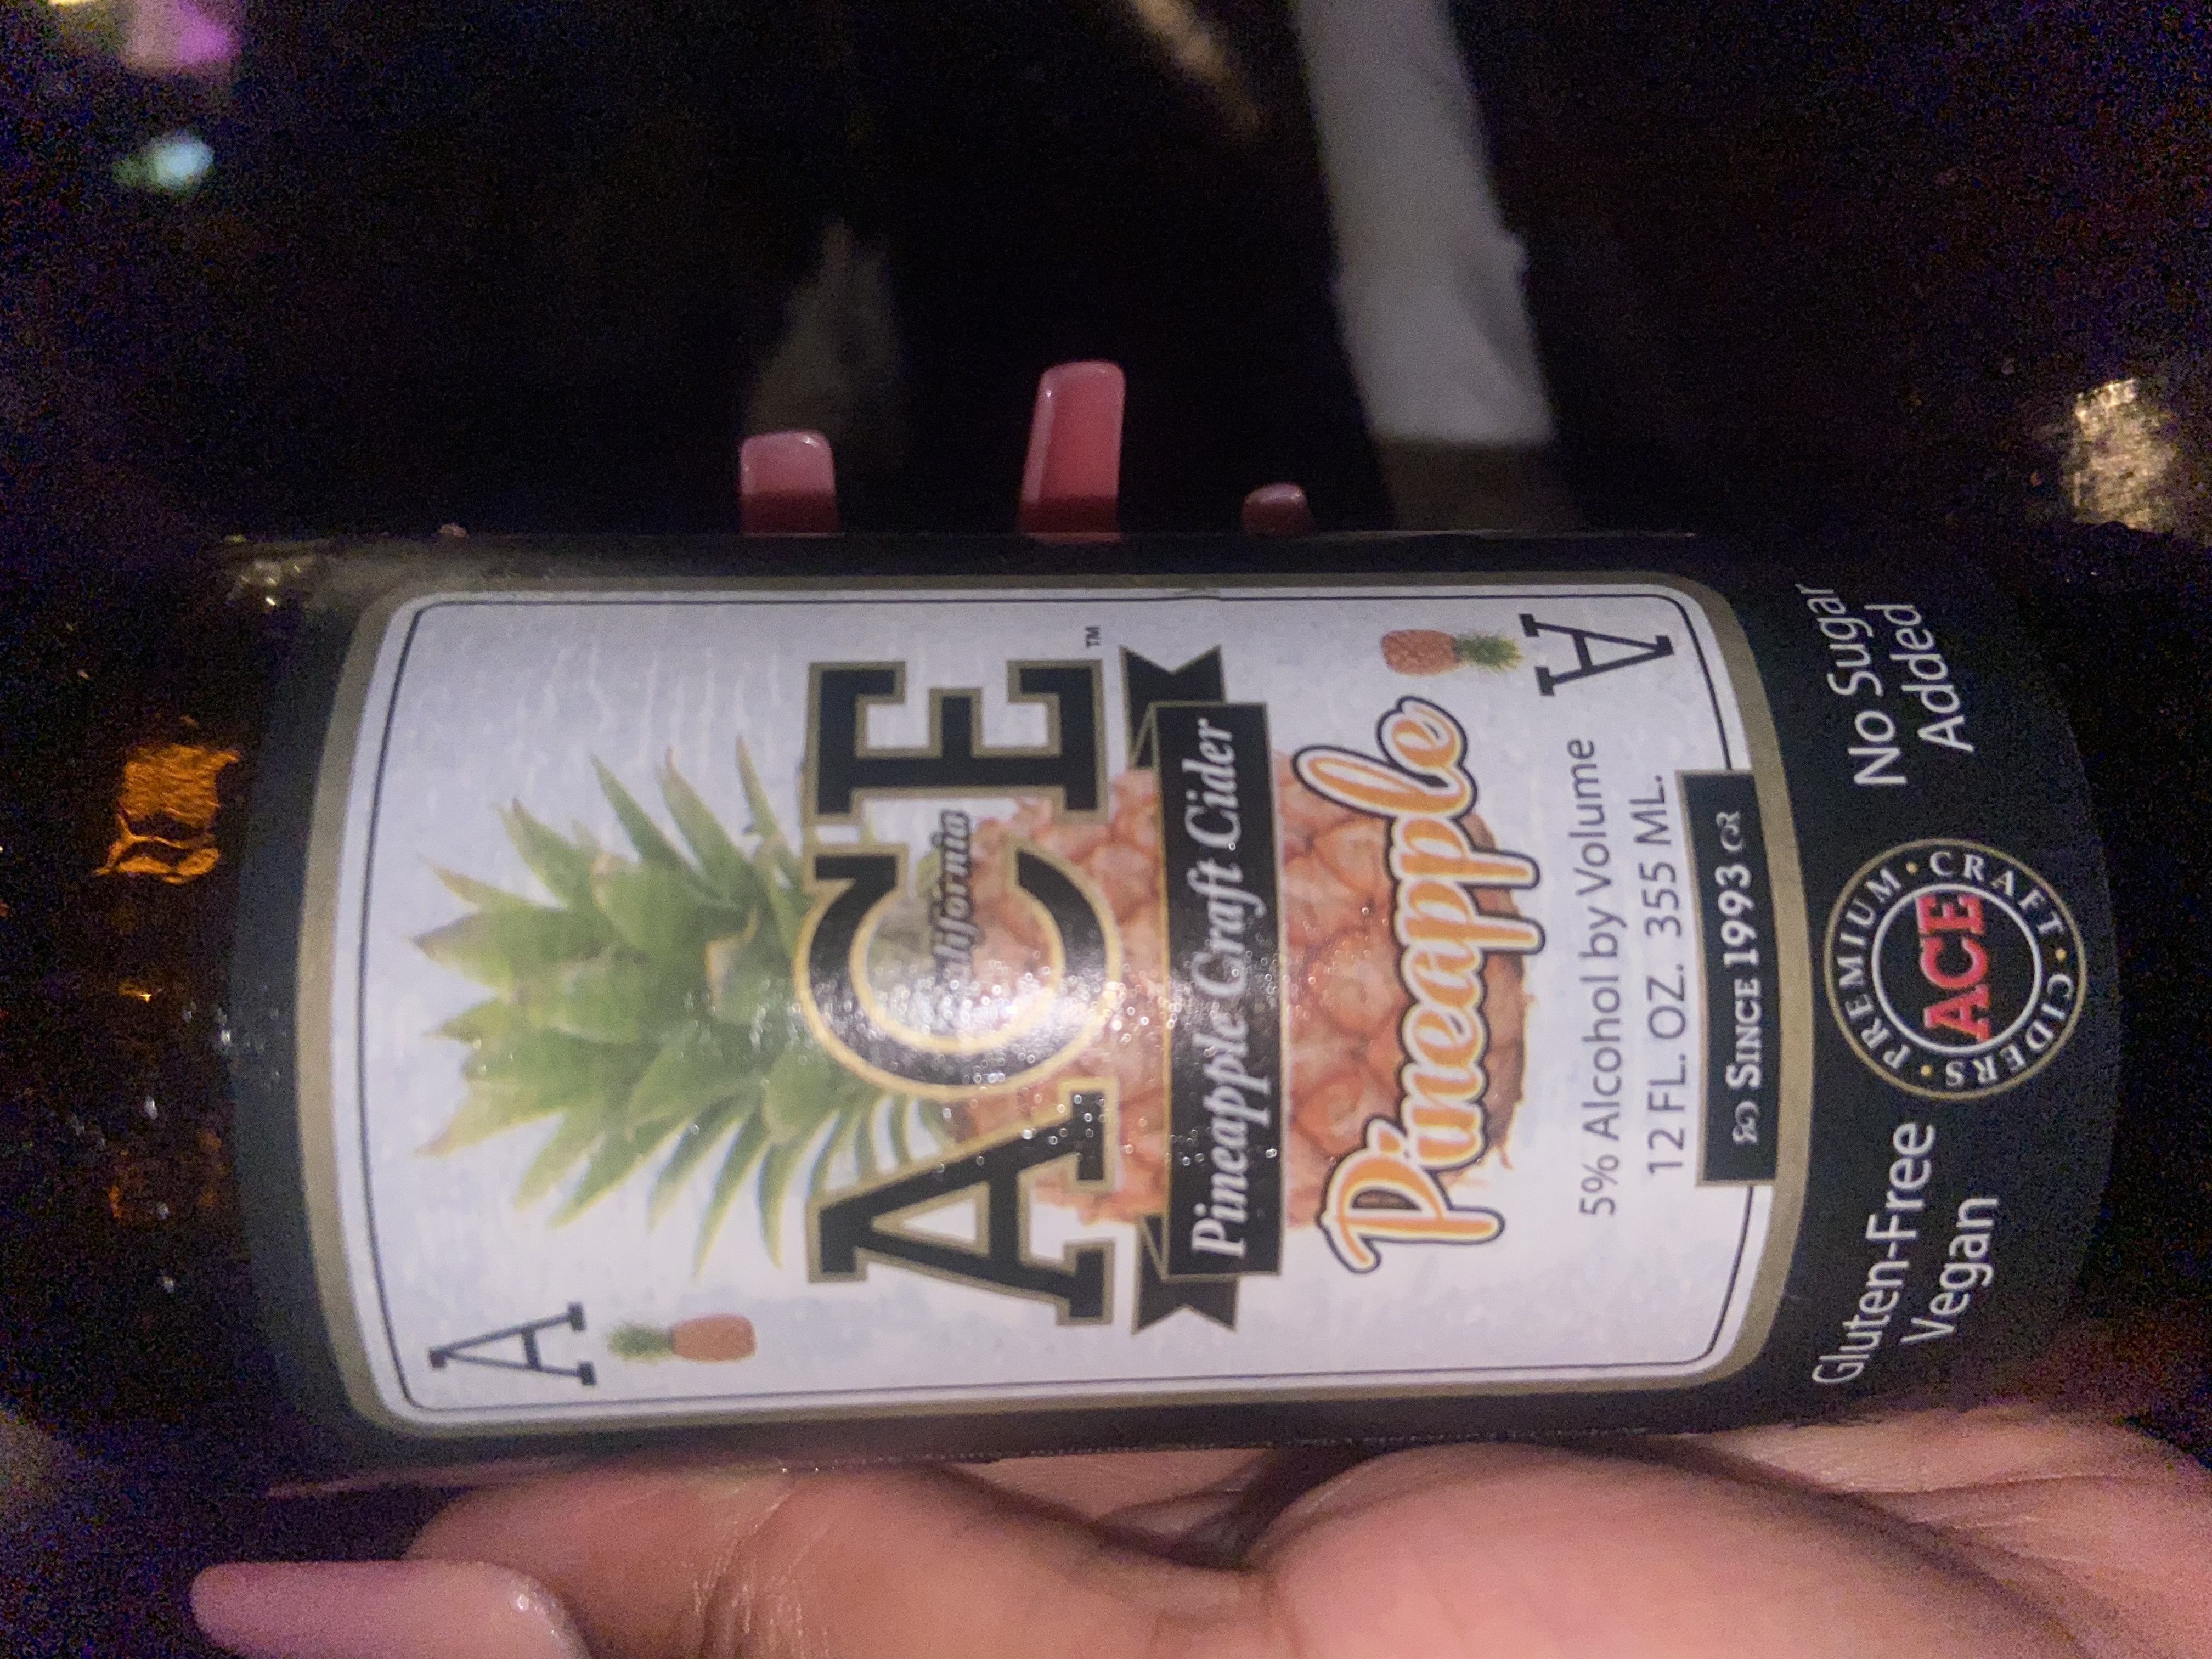 A
ACE
California
TM
Pineapple Craft Cider
Pineapple
A
5% Alcohol by Volume
12 FL. OZ. 355 ML.
SINCE 1993
Gluten-Free
Vegan
PREMIUM · CRAFT · CIDERS ·
ACE
No Sugar
Added